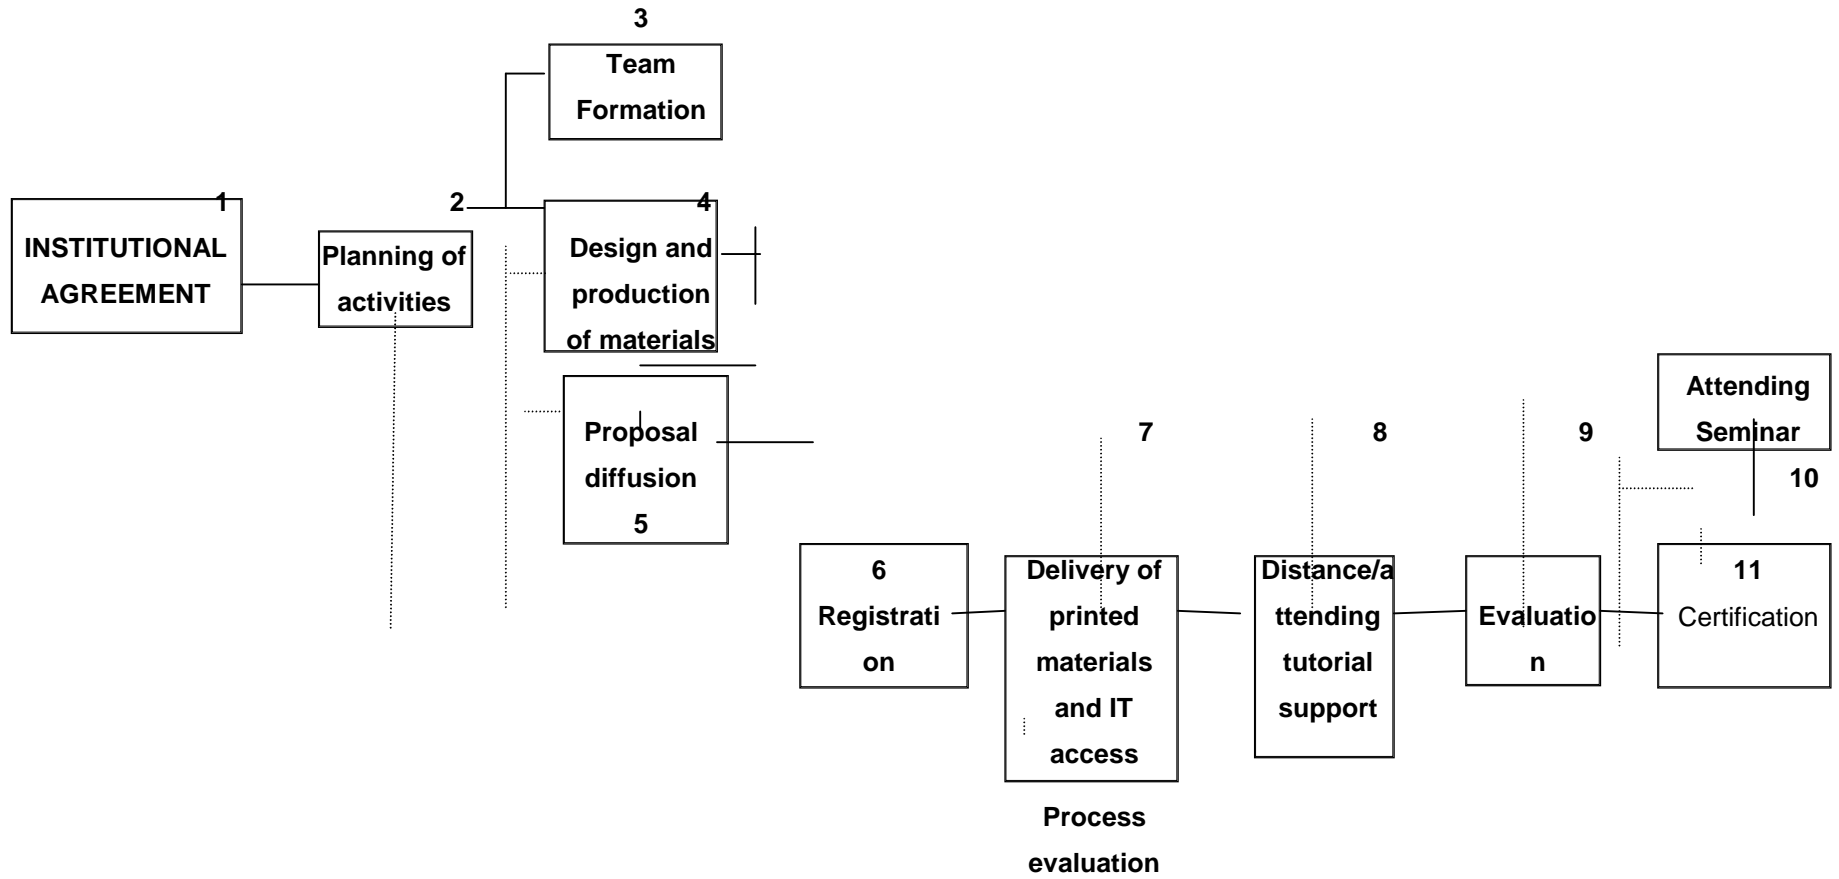 1
INSTITUTIONAL
AGREEMENT
2
Planning of
activities
3
Team
Formation
4
Design and
production
of materials
Proposal
diffusion
5
6
Registrati
on
7
Delivery of
printed
materials
and IT
access
Process
evaluation
8
Distance/a
ttending
tutorial
support
9
Evaluatio
n
Attending
Seminar
10
11
Certification